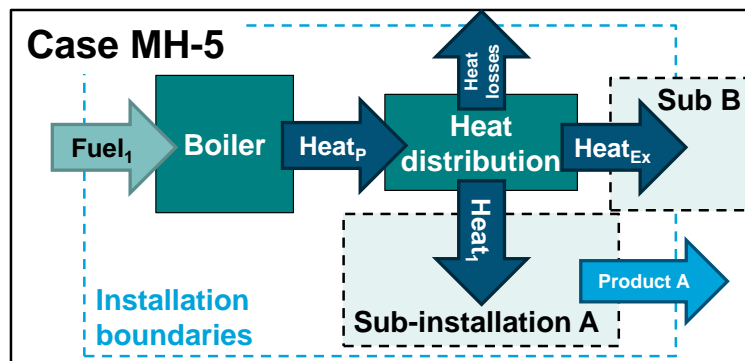 Case MH-5
Heat
losses
Sub B
Fuel1
Boiler
HeatP
Heat
distribution
HeatEx
Heat1
Product A
Installation
boundaries
Sub-installation A